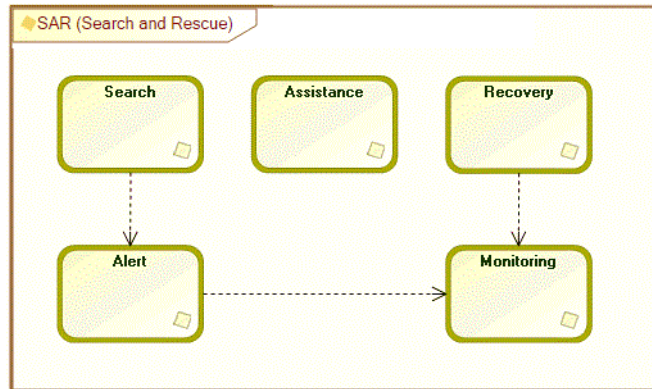 SAR (Search and Rescue)
Search
Assistance
Recovery
Alert
Monitoring